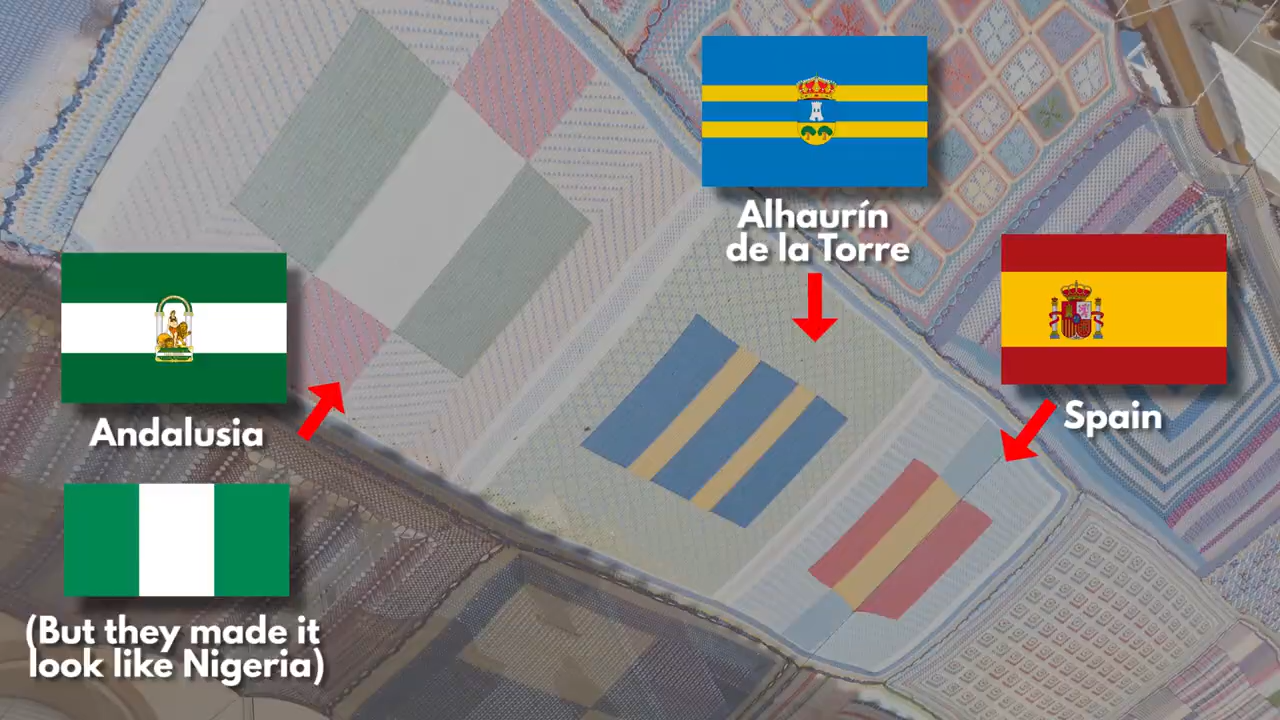 Alhaurín
de la Torre
Spain
Andalusia
(But they made it
look like Nigeria)